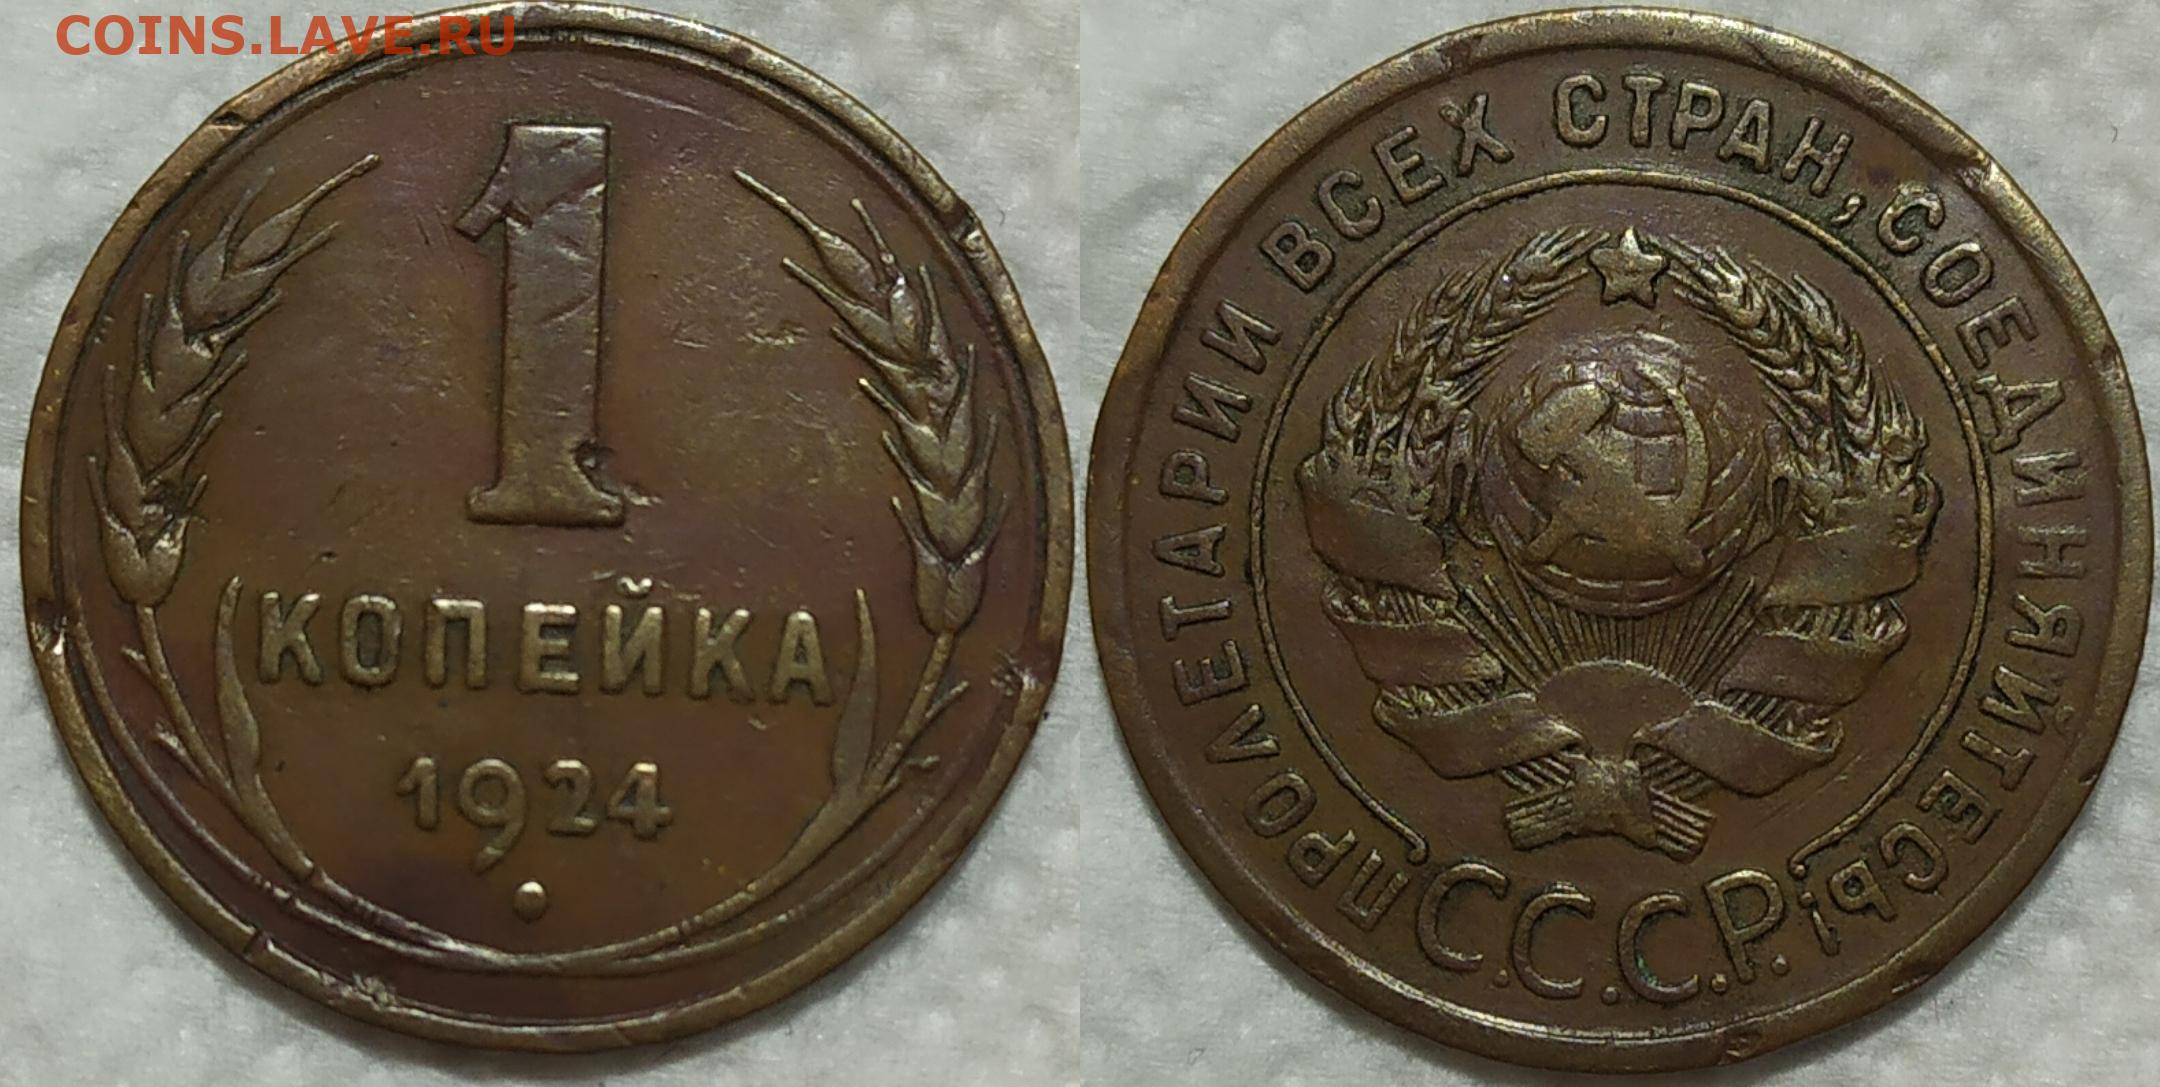 COINS.LAVE.RU
1
КОПЕЙКА
1924
ПРОЛЕТАРИИ ВСЕХ СТРАН, СОЕДИНЯЙТЕСЬ!
С.С.С.Р.